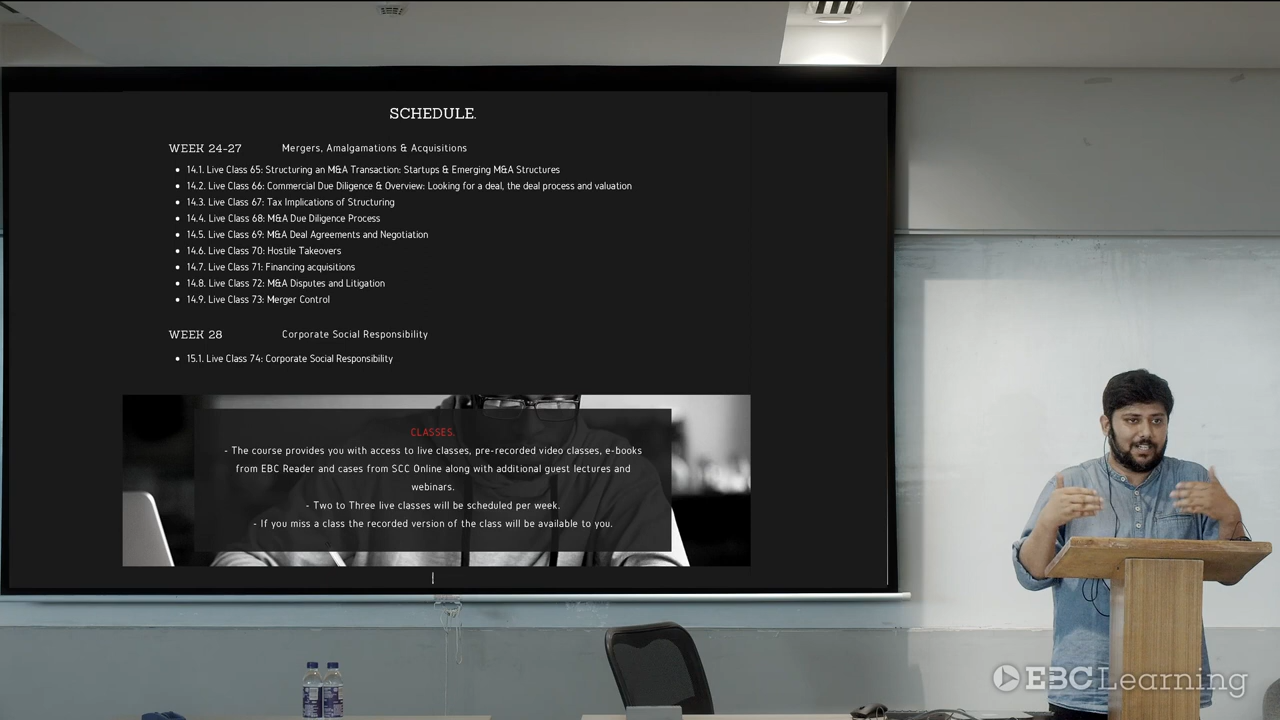 SCHEDULE.
WEEK 24-27 Mergers, Amalgamations & Acquisitions
• 14.1. Live Class 65: Structuring an M&A Transaction: Startups & Emerging M&A Structures
• 14.2. Live Class 66: Commercial Due Diligence & Overview: Looking for a deal, the deal process and valuation
• 14.3. Live Class 67: Tax Implications of Structuring
• 14.4. Live Class 68: M&A Due Diligence Process
• 14.5. Live Class 69: M&A Deal Agreements and Negotiation
• 14.6. Live Class 70: Hostile Takeovers
• 14.7. Live Class 71: Financing acquisitions
• 14.8. Live Class 72: M&A Disputes and Litigation
• 14.9. Live Class 73: Merger Control
WEEK 28 Corporate Social Responsibility
• 15.1. Live Class 74: Corporate Social Responsibility
CLASSES.
- The course provides you with access to live classes, pre-recorded video classes, e-books
from EBC Reader and cases from SCC Online along with additional guest lectures and
webinars.
- Two to Three live classes will be scheduled per week.
- If you miss a class the recorded version of the class will be available to you.
EBC Learning